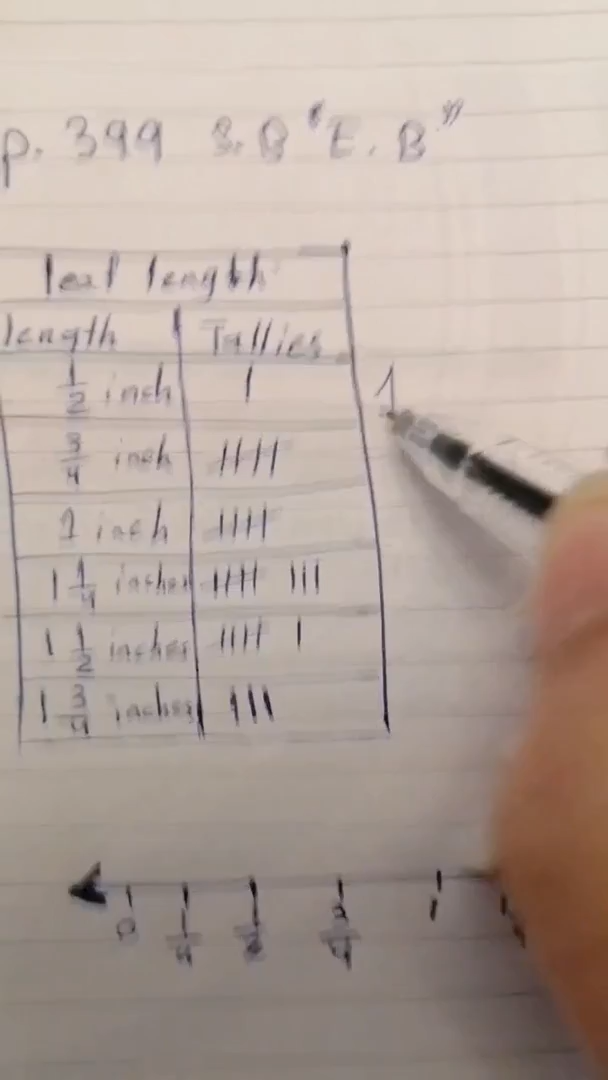 p. 399 S.B "E.B"
leaf length
length Tallies
1/2 inch | 1
3/4 inch ||||
1 inch ||||
1 1/4 inches |||| |||
1 1/2 inches |||| |
1 3/4 inches |||
0 1/4 1/2 3/4 1